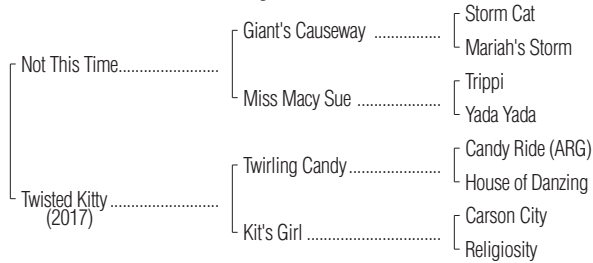 Storm Cat
Giant's Causeway ................
Mariah's Storm
Not This Time.......................
Trippi
Miss Macy Sue ...................
Yada Yada
Candy Ride (ARG)
Twirling Candy.....................
House of Danzing
Twisted Kitty.........................
(2017)
Carson City
Kit's Girl ...............................
Religiosity